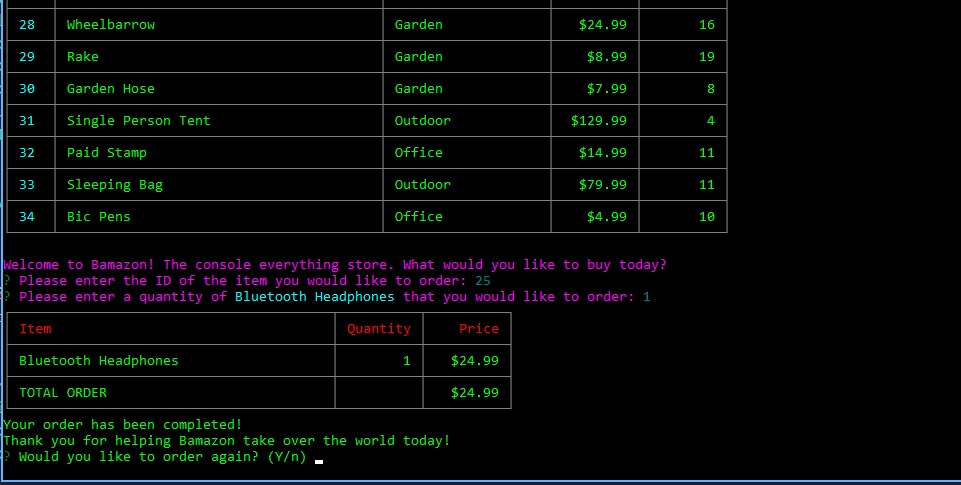 28 Wheelbarrow Garden $24.99 16
29 Rake Garden $8.99 19
30 Garden Hose Garden $7.99 8
31 Single Person Tent Outdoor $129.99 4
32 Paid Stamp Office $14.99 11
33 Sleeping Bag Outdoor $79.99 11
34 Bic Pens Office $4.99 10
Welcome to Bamazon! The console everything store. What would you like to buy today?
? Please enter the ID of the item you would like to order: 25
? Please enter a quantity of Bluetooth Headphones that you would like to order: 1
Item Quantity Price
Bluetooth Headphones 1 $24.99
TOTAL ORDER $24.99
Your order has been completed!
Thank you for helping Bamazon take over the world today!
? Would you like to order again? (Y/n)